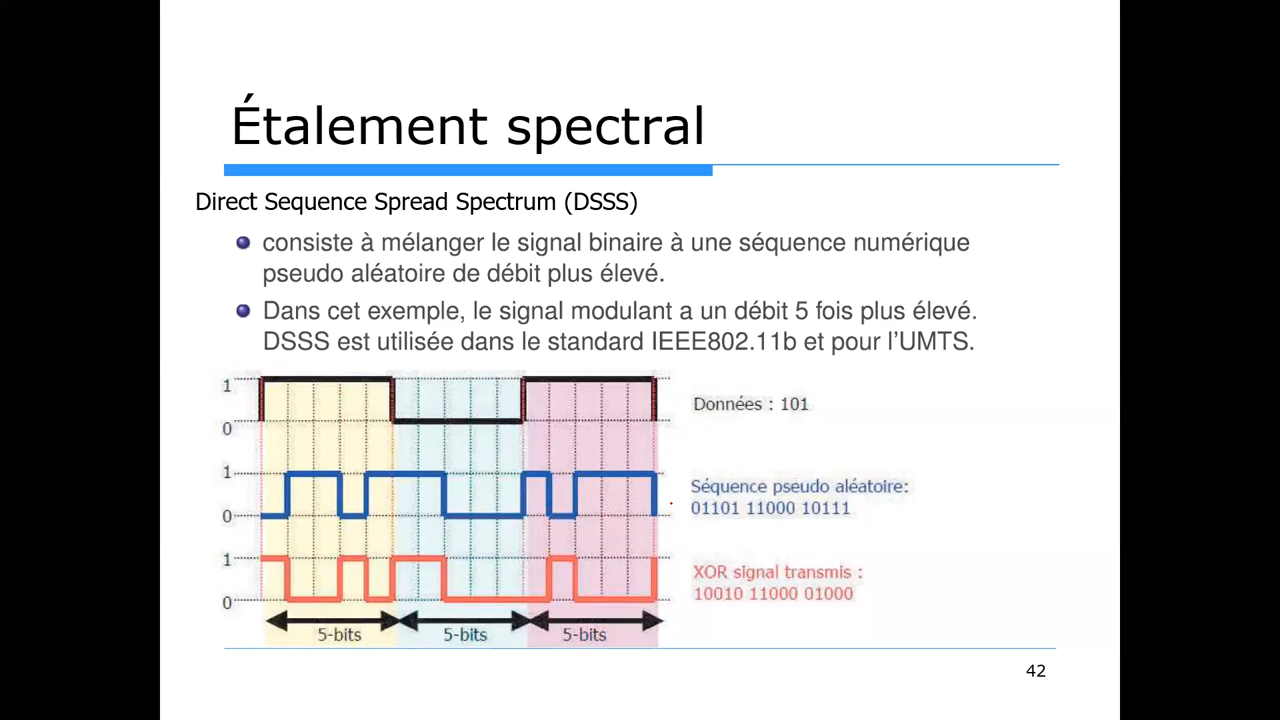 Étalement spectral
Direct Sequence Spread Spectrum (DSSS)
consiste à mélanger le signal binaire à une séquence numérique
pseudo aléatoire de débit plus élevé.
Dans cet exemple, le signal modulant a un débit 5 fois plus élevé.
DSSS est utilisée dans le standard IEEE802.11b et pour l'UMTS.
1
0
Données : 101
1
0
Séquence pseudo aléatoire:
01101 11000 10111
1
0
XOR signal transmis :
10010 11000 01000
5-bits 5-bits 5-bits
42